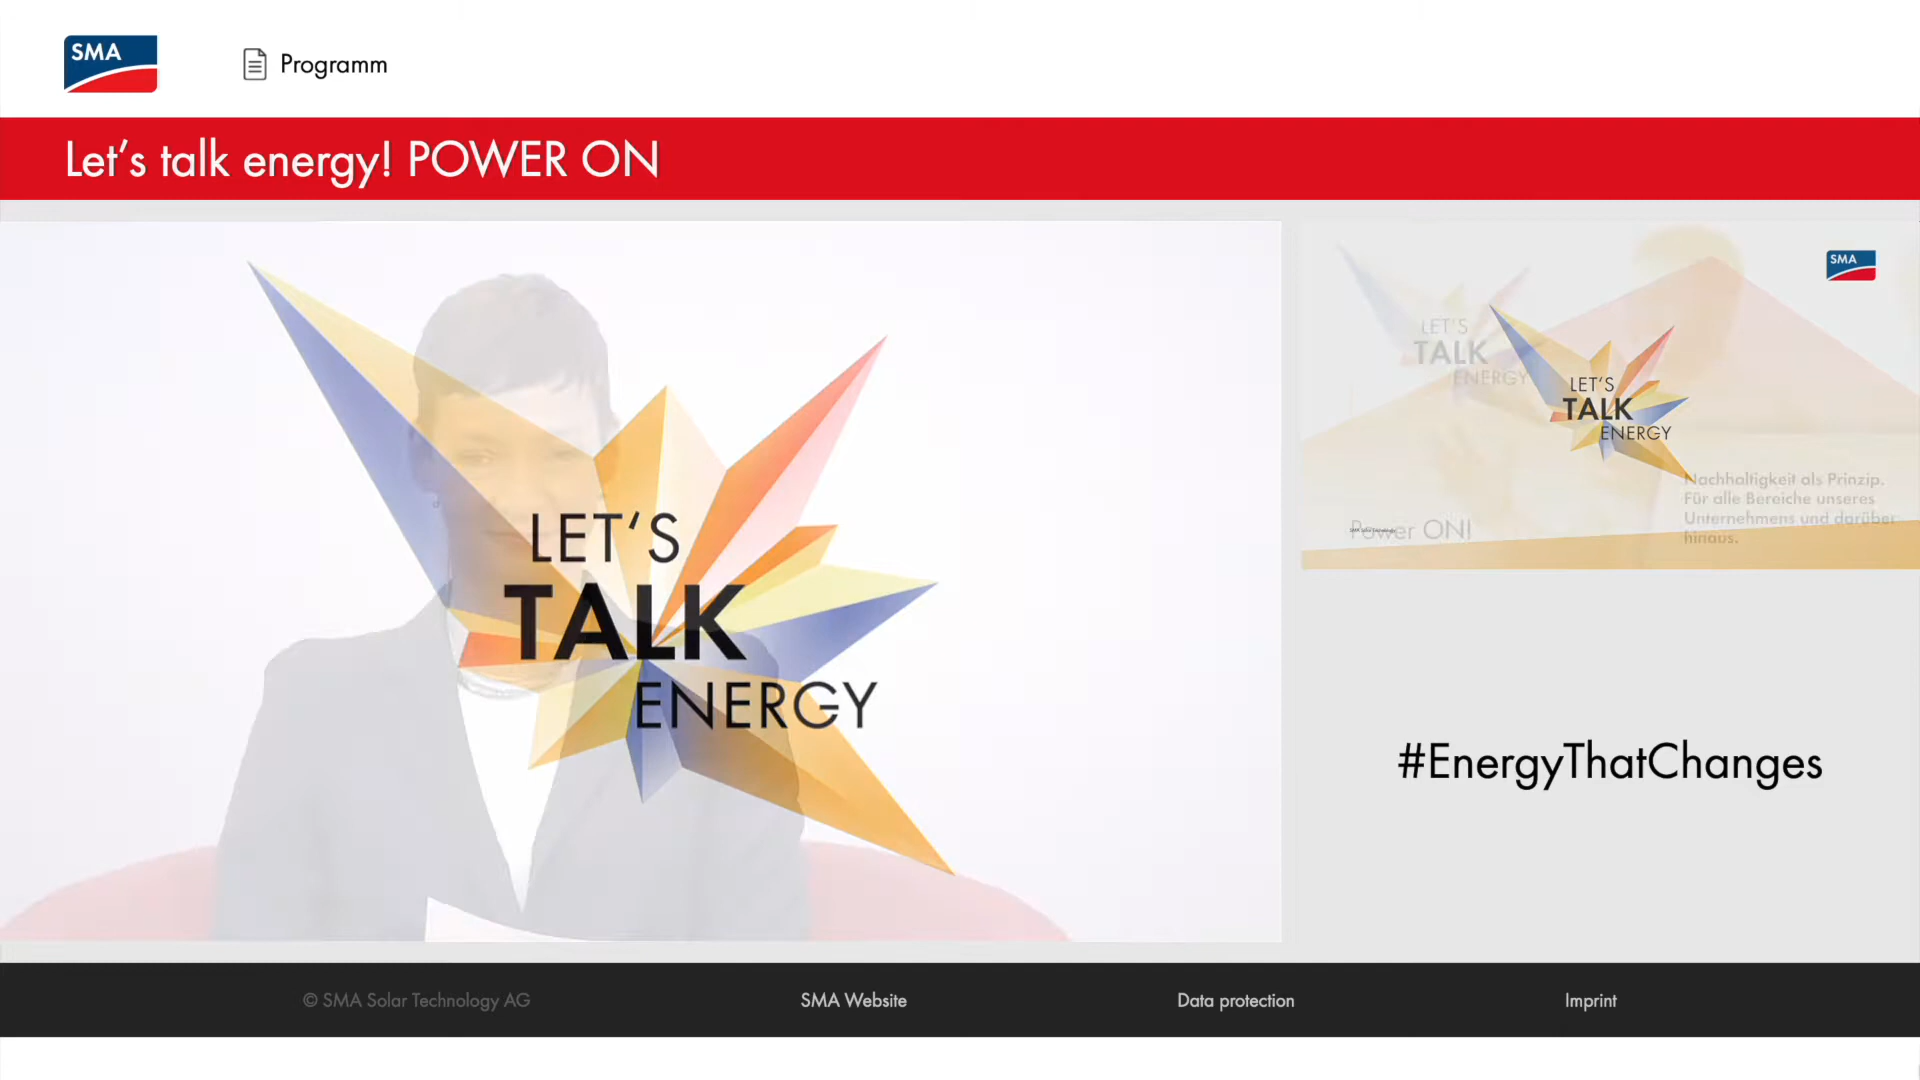 SMA
Programm
Let's talk energy! POWER ON
LET'S
TALK
ENERGY
SMA
LET'S
TALK
ENERGY
LET'S
TALK
ENERGY
Nachhaltigkeit als Prinzip.
Für alle Bereiche unseres
Unternehmens und darüber
hinaus.
Power ON!
#EnergyThatChanges
© SMA Solar Technology AG
SMA Website
Data protection
Imprint